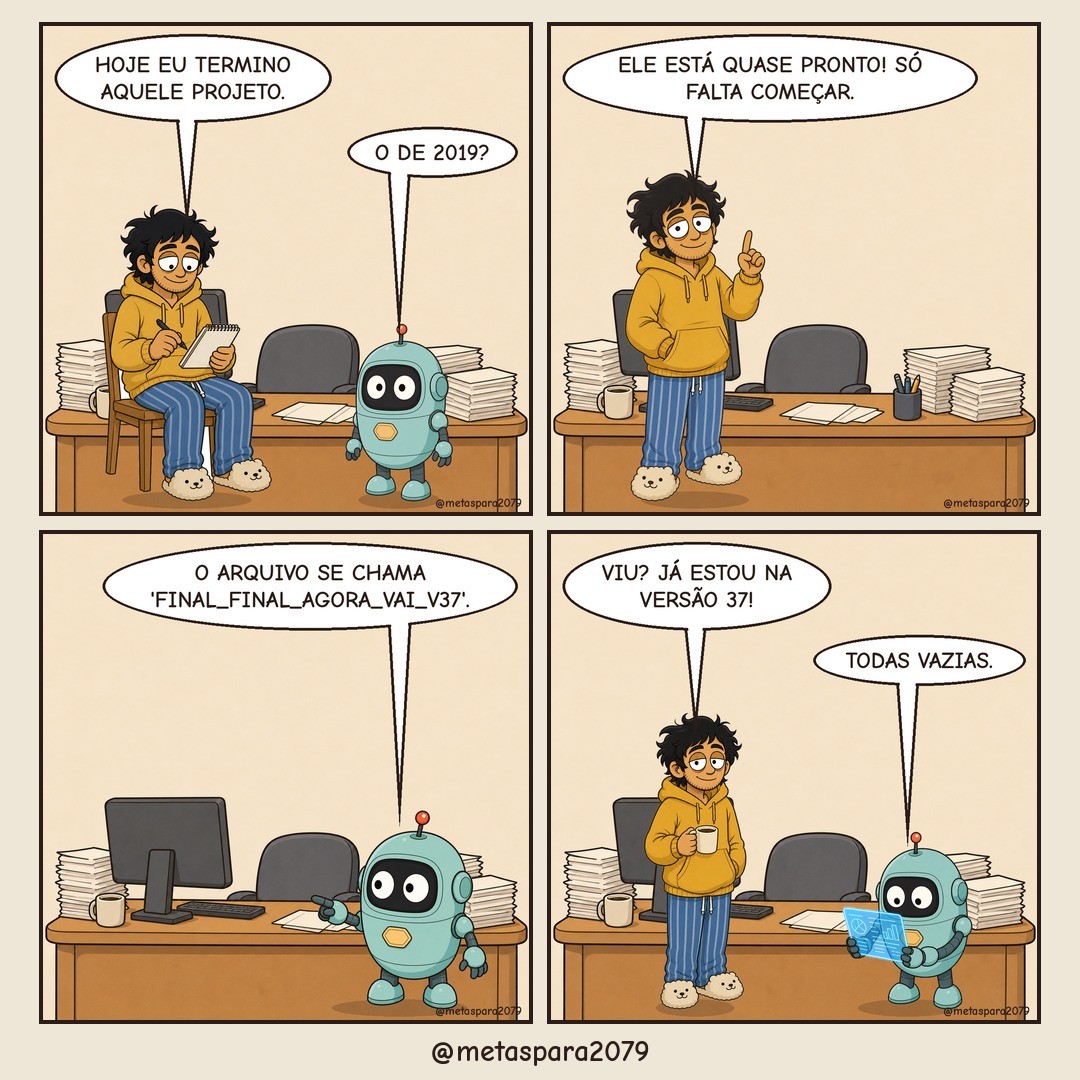 HOJE EU TERMINO
AQUELE PROJETO.
O DE 2019?
@metaspara2079
ELE ESTÁ QUASE PRONTO! SÓ
FALTA COMEÇAR.
@metaspara2079
O ARQUIVO SE CHAMA
'FINAL_FINAL_AGORA_VAI_V37'.
@metaspara2079
VIU? JÁ ESTOU NA
VERSÃO 37!
TODAS VAZIAS.
@metaspara2079
@metaspara2079